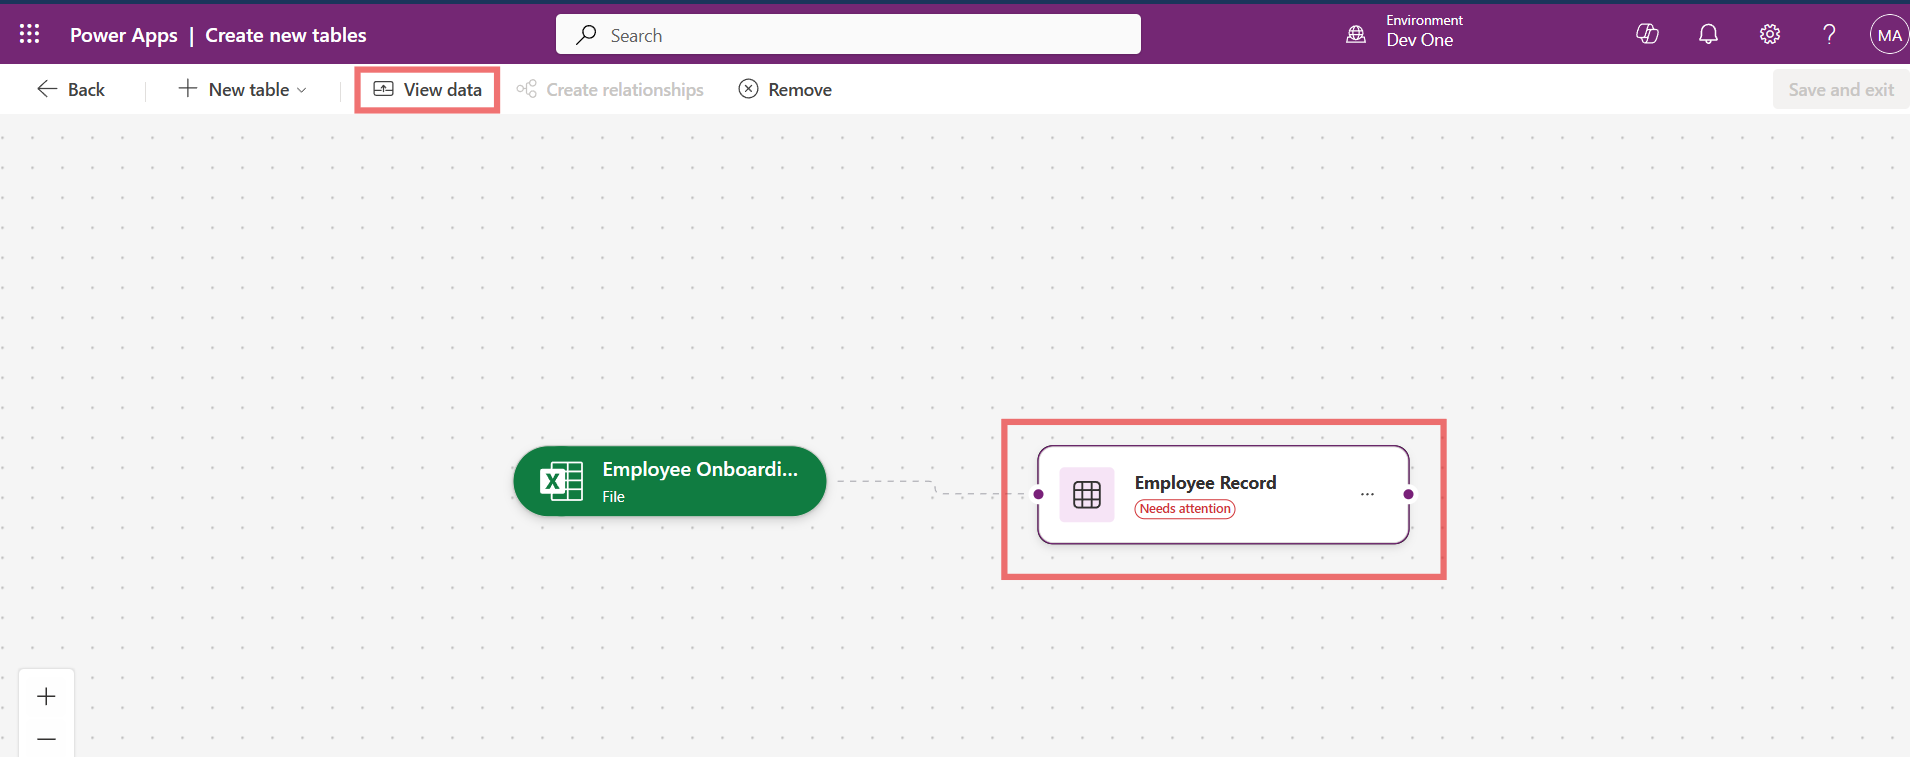 Power Apps | Create new tables
Search
Environment
Dev One
MA
Back
New table
View data
Create relationships
Remove
Save and exit
Employee Onboardi...
File
Employee Record
Needs attention